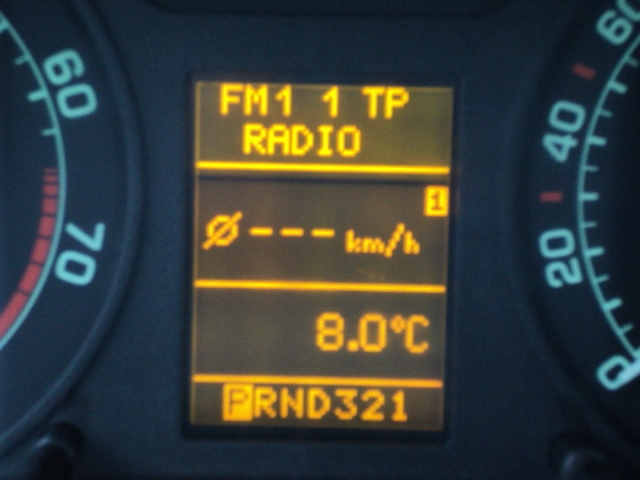 FM1 1 TP
RADIO
1
Ø--- km/h
8.0°C
PRND321
60
70
60
40
20
0